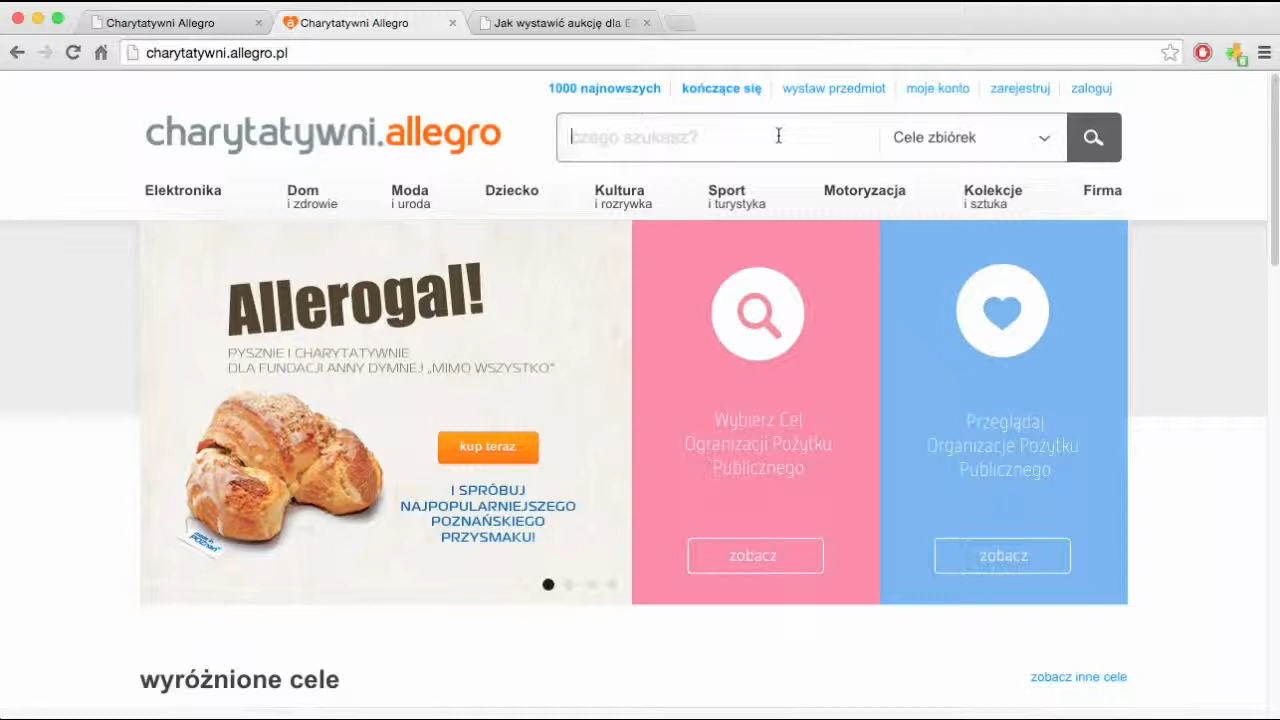 Charytatywni Allegro
Charytatywni Allegro
Jak wystawić aukcję dla
charytatywni.allegro.pl
1000 najnowszych
kończące się
wystaw przedmiot
moje konto
zarejestruj
zaloguj
charytatywni.allegro
czego szukasz?
Cele zbiórek
Elektronika
Dom
i zdrowie
Moda
i uroda
Dziecko
Kultura
i rozrywka
Sport
i turystyka
Motoryzacja
Kolekcje
i sztuka
Firma
Allerogal!
PYSZNIE I CHARYTATYWNIE
DLA FUNDACJI ANNY DYMNEJ „MIMO WSZYSTKO"
kup teraz
I SPRÓBUJ
NAJPOPULARNIEJSZEGO
POZNAŃSKIEGO
PRZYSMAKU!
Wybierz Cel
Ogranizacji Pożytku
Publicznego
zobacz
Przeglądaj
Organizacje Pożytku
Publicznego
zobacz
wyróżnione cele
zobacz inne cele